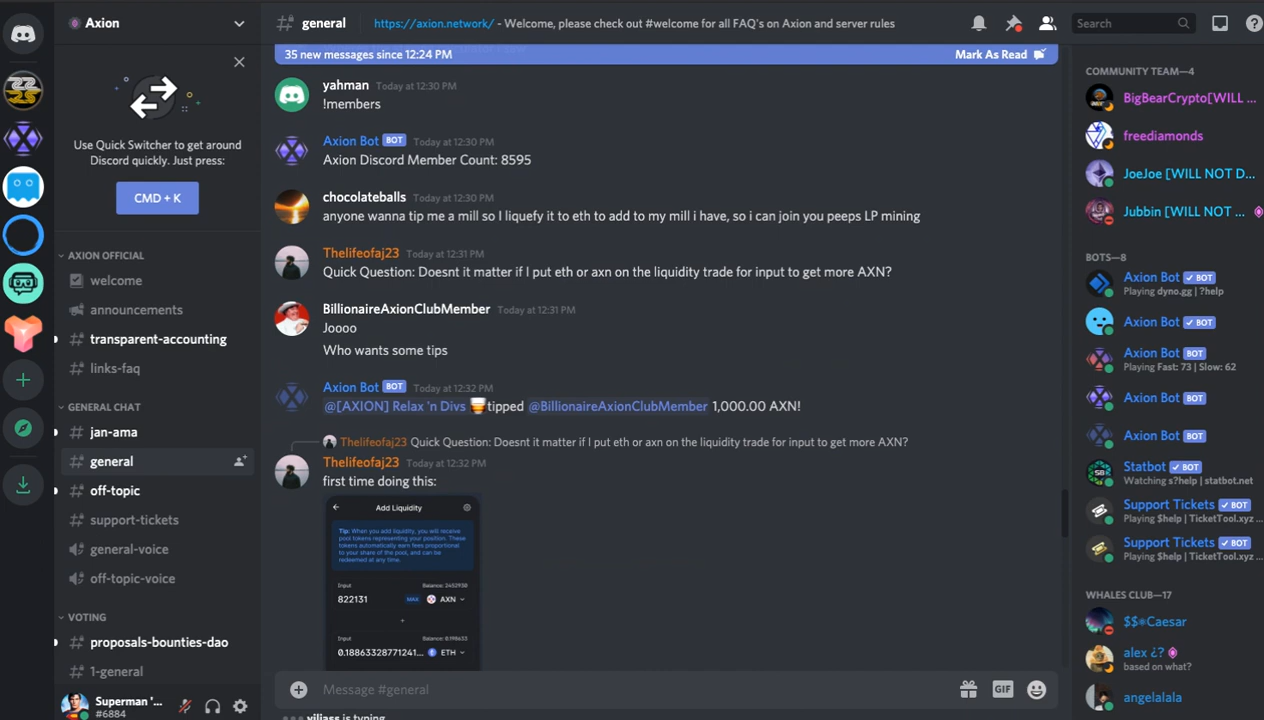 Axion
Use Quick Switcher to get around
Discord quickly. Just press:
CMD + K
AXION OFFICIAL
welcome
announcements
transparent-accounting
links-faq
GENERAL CHAT
jan-ama
general
off-topic
support-tickets
general-voice
off-topic-voice
VOTING
proposals-bounties-dao
1-general
Superman '...
#6884
general
https://axion.network/ - Welcome, please check out #welcome for all FAQ's on Axion and server rules
Search
35 new messages since 12:24 PM
Mark As Read
yahman Today at 12:30 PM
!members
Axion Bot BOT Today at 12:30 PM
Axion Discord Member Count: 8595
chocolateballs Today at 12:30 PM
anyone wanna tip me a mill so I liquefy it to eth to add to my mill i have, so i can join you peeps LP mining
Thelifeofaj23 Today at 12:31 PM
Quick Question: Doesnt it matter if I put eth or axn on the liquidity trade for input to get more AXN?
BillionaireAxionClubMember Today at 12:31 PM
Joooo
Who wants some tips
Axion Bot BOT Today at 12:32 PM
@[AXION] Relax 'n Divs tipped @BillionaireAxionClubMember 1,000.00 AXN!
Thelifeofaj23 Quick Question: Doesnt it matter if I put eth or axn on the liquidity trade for input to get more AXN?
Thelifeofaj23 Today at 12:32 PM
first time doing this:
Add Liquidity
Tip: When you add liquidity, you will receive
pool tokens representing your position. These
tokens automatically earn fees proportional
to your share of the pool, and can be
redeemed at any time.
Input Balance: 2452938
822131 MAX AXN
+
Input Balance: 0.198633
0.18863328771241... ETH
Message #general
GIF
yiliass is typing
COMMUNITY TEAM—4
BigBearCrypto[WILL ...
freediamonds
JoeJoe [WILL NOT D...
Jubbin [WILL NOT ...
BOTS—8
Axion Bot BOT
Playing dyno.gg | ?help
Axion Bot BOT
Axion Bot BOT
Playing Fast: 73 | Slow: 62
Axion Bot BOT
Axion Bot BOT
Statbot BOT
Watching s?help | statbot.net
Support Tickets BOT
Playing $help | TicketTool.xyz ...
Support Tickets BOT
Playing $help | TicketTool.xyz ...
WHALES CLUB—17
$$⚛Caesar
alex ¿?
based on what?
angelalala